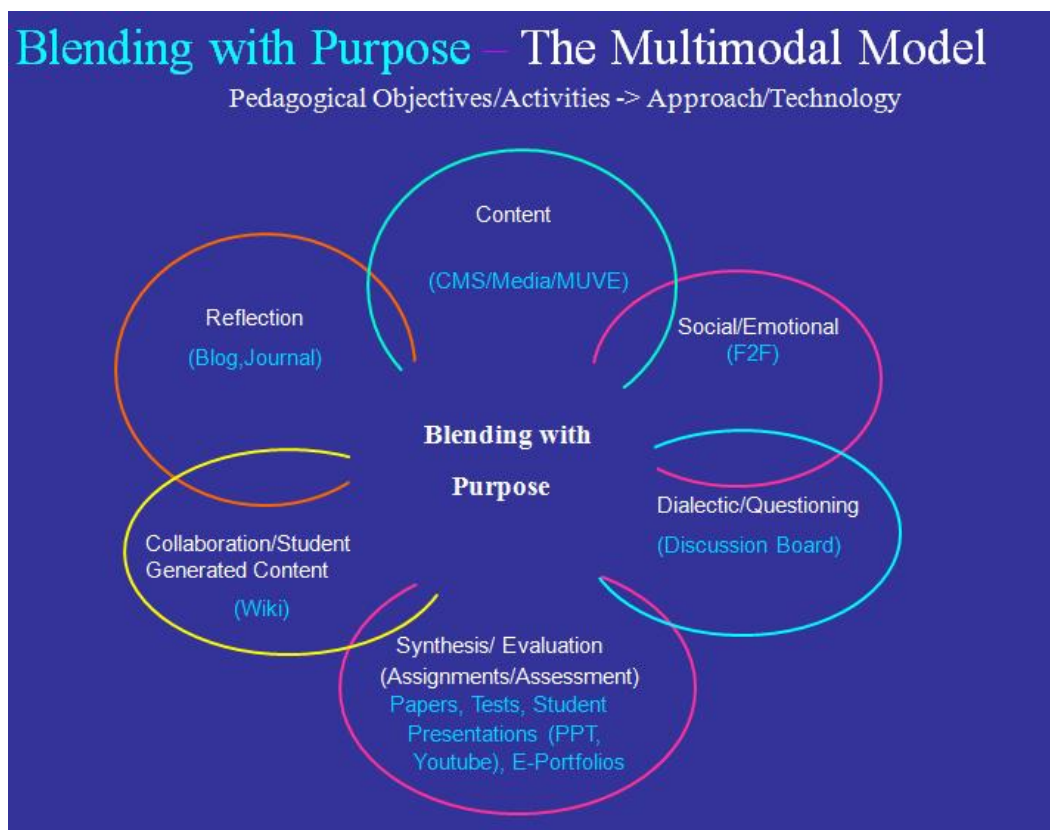 Blending with Purpose – The Multimodal Model
Pedagogical Objectives/Activities -> Approach/Technology
Content
(CMS/Media/MUVE)
Social/Emotional
(F2F)
Reflection
(Blog,Journal)
Blending with
Purpose
Dialectic/Questioning
(Discussion Board)
Collaboration/Student
Generated Content
(Wiki)
Synthesis/ Evaluation
(Assignments/Assessment)
Papers, Tests, Student
Presentations (PPT,
Youtube), E-Portfolios